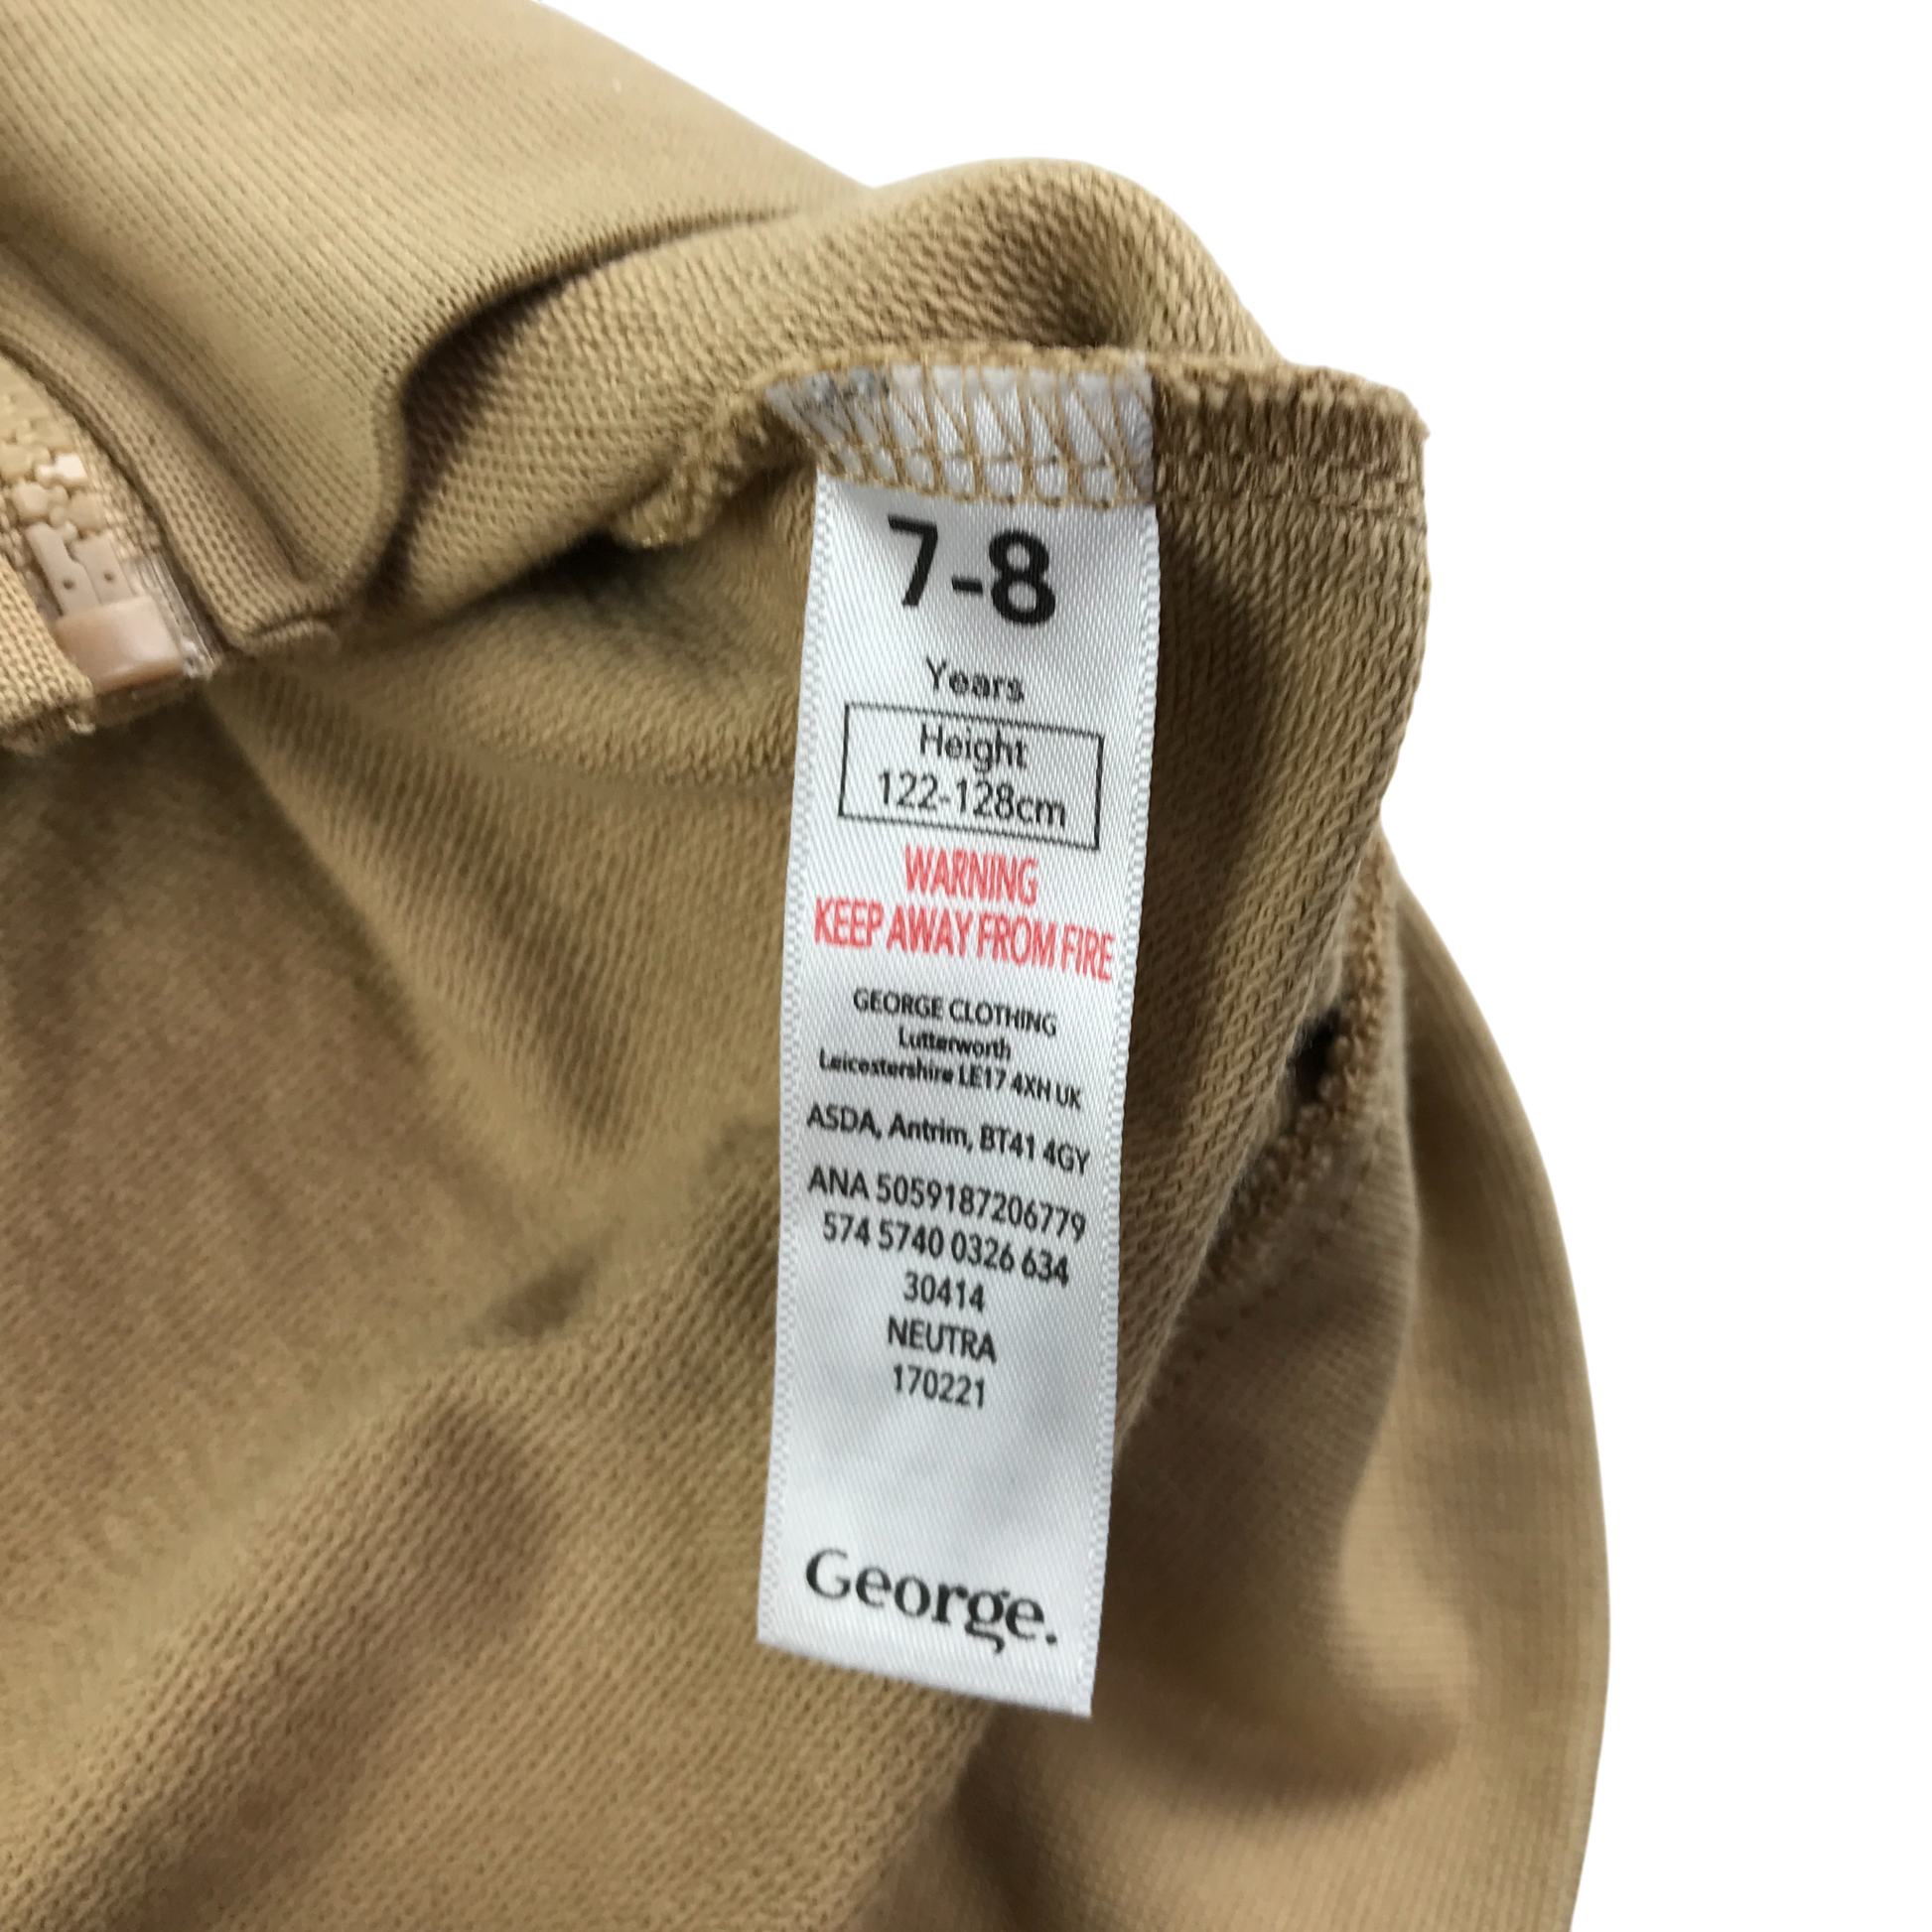 7-8
Years
Height
122-128cm
WARNING
KEEP AWAY FROM FIRE
GEORGE CLOTHING
Lutterworth
Leicestershire LE17 4XN UK
ASDA, Antrim, BT41 4GY
ANA 5059187206779
574 5740 0326 634
30414
NEUTRA
170221
George.